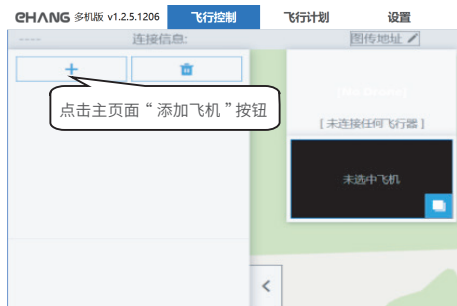 EHANG 多机版 v1.2.5.1206 飞行控制 飞行计划 设置
---- 连接信息: 图传地址
点击主页面“添加飞机”按钮
[ 未连接任何飞行器 ]
未选中飞机